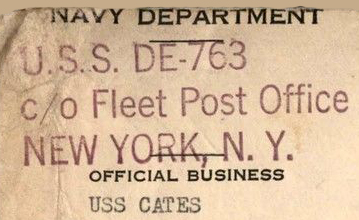 NAVY DEPARTMENT
U.S.S. DE-763
c/o Fleet Post Office
NEW YORK, N. Y.
OFFICIAL BUSINESS
USS CATES